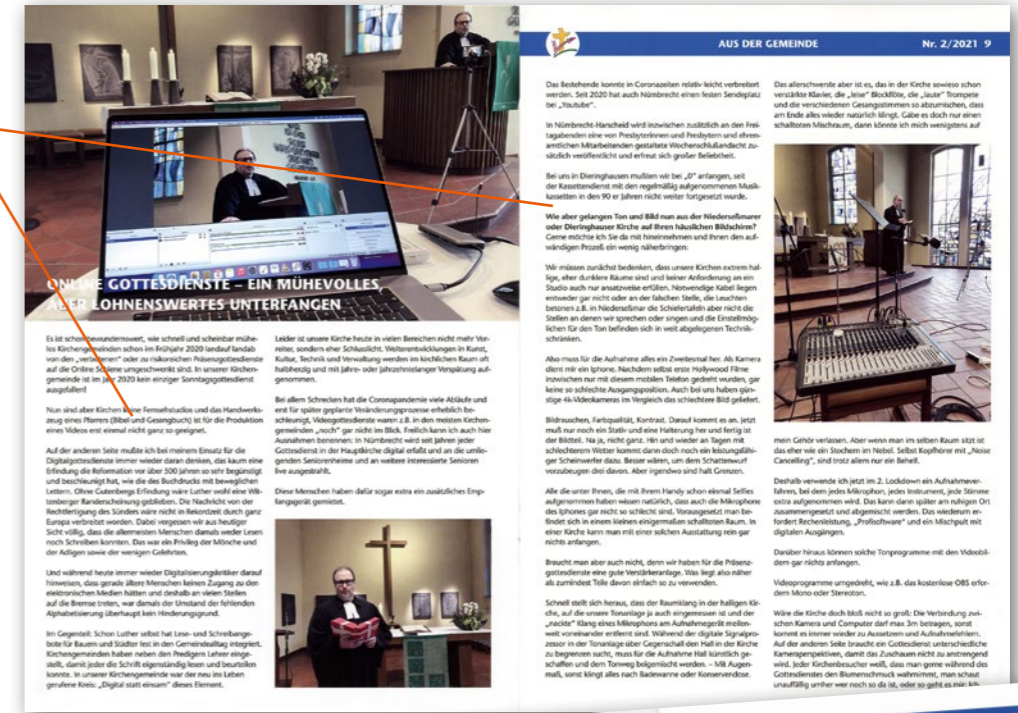 ONLINE GOTTESDIENSTE – EIN MÜHEVOLLES,
ABER LOHNENSWERTES UNTERFANGEN
Es ist schon bewundernswert, wie schnell und scheinbar mühe-
los Kirchengemeinden schon im Frühjahr 2020 landauf landab
von den „verbotenen“ oder zu risikoreichen Präsenzgottesdienste
auf die Online Schiene umgeschwenkt sind. In unserer Kirchen-
gemeinde ist im Jahr 2020 kein einziger Sonntagsgottesdienst
ausgefallen!
Nun sind aber Kirchen keine Fernsehstudios und das Handwerks-
zeug eines Pfarrers (Bibel und Gesangbuch) ist für die Produktion
eines Videos erst einmal nicht ganz so geeignet.
Auf der anderen Seite mußte ich bei meinem Einsatz für die
Digitalgottesdienste immer wieder daran denken, das kaum eine
Erfindung die Reformation vor über 500 Jahren so sehr begünstigt
und beschleunigt hat, wie die des Buchdrucks mit beweglichen
Lettern. Ohne Gutenbergs Erfindung wäre Luther wohl eine Wit-
tenberger Randerscheinung geblieben. Die Nachricht von der
Rechtfertigung des Sünders wäre nicht in Rekordzeit durch ganz
Europa verbreitet worden. Dabei vergessen wir aus heutiger
Sicht völlig, dass die allermeisten Menschen damals weder Lesen
noch Schreiben konnten. Das war ein Privileg der Mönche und
der Adligen sowie der wenigen Gelehrten.
Und während heute immer wieder Digitalisierungskritiker darauf
hinweisen, dass gerade ältere Menschen keinen Zugang zu den
elektronischen Medien hätten und deshalb an vielen Stellen
auf die Bremse treten, war damals der Umstand der fehlenden
Alphabetisierung überhaupt kein Hinderungsgrund.
Im Gegenteil: Schon Luther selbst hat Lese- und Schreibange-
bote für Bauern und Städter fest in den Gemeindealltag integriert.
Kirchengemeinden haben neben den Predigern Lehrer einge-
stellt, damit jeder die Schrift eigenständig lesen und beurteilen
konnte. In unserer Kirchengemeinde war der neu ins Leben
gerufene Kreis: „Digital statt einsam“ dieses Element.
Leider ist unsere Kirche heute in vielen Bereichen nicht mehr Vor-
reiter, sondern eher Schlusslicht. Weiterentwicklungen in Kunst,
Kultur, Technik und Verwaltung werden im kirchlichen Raum oft
halbherzig und mit jahre- oder jahrzehntelanger Verspätung auf-
genommen.
Bei allem Schrecken hat die Coronapandemie viele Abläufe und
erst für später geplante Veränderungsprozesse erheblich be-
schleunigt, Videogottesdienste waren z.B. in den meisten Kirchen-
gemeinden „noch“ gar nicht im Blick. Freilich kann ich auch hier
Ausnahmen benennen: In Nümbrecht wird seit Jahren jeder
Gottesdienst in der Hauptkirche digital erfaßt und an die umlie-
genden Seniorenheime und an weitere interessierte Senioren
live ausgestrahlt.
Diese Menschen haben dafür sogar extra ein zusätzliches Emp-
fangsgerät gemietet.
AUS DER GEMEINDE
Nr. 2/2021 9
Das Bestehende konnte in Coronazeiten relativ leicht verbreitert
werden. Seit 2020 hat auch Nümbrecht einen festen Sendeplatz
bei „Youtube“.
In Nümbrecht-Harscheid wird inzwischen zusätzlich an den Frei-
tagabenden eine von Presbyterinnen und Presbytern und ehren-
amtlichen Mitarbeitenden gestaltete Wochenschlußandacht zu-
sätzlich veröffentlicht und erfreut sich großer Beliebtheit.
Bei uns in Dieringhausen mußten wir bei „0“ anfangen, seit
der Kassettendienst mit den regelmäßig aufgenommenen Musik-
kassetten in den 90 er Jahren nicht weiter fortgesetzt wurde.
Wie aber gelangen Ton und Bild nun aus der Niederseßmarer
oder Dieringhauser Kirche auf Ihren häuslichen Bildschirm?
Gerne möchte ich Sie da mit hineinnehmen und Ihnen den auf-
wändigen Prozeß ein wenig näherbringen:
Wir müssen zunächst bedenken, dass unsere Kirchen extrem hal-
lige, eher dunklere Räume sind und keiner Anforderung an ein
Studio auch nur ansatzweise erfüllen. Notwendige Kabel liegen
entweder gar nicht oder an der falschen Stelle, die Leuchten
betonen z.B. in Niederseßmar die Schiefertafeln aber nicht die
Stellen an denen wir sprechen oder singen und die Einstellmög-
lichen für den Ton befinden sich in weit abgelegenen Technik-
schränken.
Also muss für die Aufnahme alles ein Zweitesmal her. Als Kamera
dient mir ein Iphone. Nachdem selbst erste Hollywood Filme
inzwischen nur mit diesem mobilen Telefon gedreht wurden, gar
keine so schlechte Ausgangsposition. Auch bei uns haben gün-
stige 4k-Videokameras im Vergleich das schlechtere Bild geliefert.
Bildrauschen, Farbqualität, Kontrast. Darauf kommt es an. Jetzt
muß nur noch ein Stativ und eine Halterung her und fertig ist
der Bildteil. Na ja, nicht ganz. Hin und wieder an Tagen mit
schlechterem Wetter kommt dann doch noch ein leistungsfähi-
ger Scheinwerfer dazu. Besser wären, um dem Schattenwurf
vorzubeugen drei davon. Aber irgendwo sind halt Grenzen.
Alle die unter Ihnen, die mit Ihrem Handy schon einmal Selfies
aufgenommen haben wissen natürlich, dass auch die Mikrophone
des Iphones gar nicht so schlecht sind. Vorausgesetzt man be-
findet sich in einem kleinen einigermaßen schalltoten Raum. In
einer Kirche kann man mit einer solchen Ausstattung rein gar
nichts anfangen.
Braucht man aber auch nicht, denn wir haben für die Präsenz-
gottesdienste eine gute Verstärkeranlage. Was liegt also näher
als zumindest Teile davon einfach so zu verwenden.
Schnell stellt sich heraus, dass der Raumklang in der halligen Kir-
che, auf die unsere Tonanlage ja auch eingemessen ist und der
„nackte“ Klang eines Mikrophons am Aufnahmegerät meilen-
weit voneinander entfernt sind. Während der digitale Signalpro-
zessor in der Tonanlage über Gegenschall den Hall in der Kirche
zu begrenzen sucht, muss für die Aufnahme Hall künstlich ge-
schaffen und dem Tonweg beigemischt werden. – Mit Augen-
maß, sonst klingt alles nach Badewanne oder Konservendose.
Das allerschwerste aber ist es, das in der Kirche sowieso schon
verstärkte Klavier, die „leise“ Blockflöte, die „laute“ Trompete
und die verschiedenen Gesangsstimmen so abzumischen, dass
am Ende alles wieder natürlich klingt. Gäbe es doch nur einen
schalltoten Mischraum, dann könnte ich mich wenigstens auf
mein Gehör verlassen. Aber wenn man im selben Raum sitzt ist
das eher wie ein Stochern im Nebel. Selbst Kopfhörer mit „Noise
Cancelling“, sind trotz allem nur ein Behelf.
Deshalb verwende ich jetzt im 2. Lockdown ein Aufnahmever-
fahren, bei dem jedes Mikrophon, jedes Instrument, jede Stimme
extra aufgenommen wird. Das kann dann später am ruhigen Ort
zusammengesetzt und abgemischt werden. Das wiederum er-
fordert Rechenleistung, „Profisoftware“ und ein Mischpult mit
digitalen Ausgängen.
Darüber hinaus können solche Tonprogramme mit den Videobil-
dern gar nichts anfangen.
Videoprogramme umgedreht, wie z.B. das kostenlose OBS erfor-
dern Mono oder Stereoton.
Wäre die Kirche doch bloß nicht so groß: Die Verbindung zwi-
schen Kamera und Computer darf max 3m betragen, sonst
kommt es immer wieder zu Aussetzern und Aufnahmefehlern.
Auf der anderen Seite braucht ein Gottesdienst unterschiedliche
Kameraperspektiven, damit das Zuschauen nicht zu anstrengend
wird. Jeder Kirchenbesucher weiß, dass man gerne während des
Gottesdienstes den Blumenschmuck wahrnimmt, man schaut
unauffällig umher wer noch so da ist, oder so geht es mir: Ich